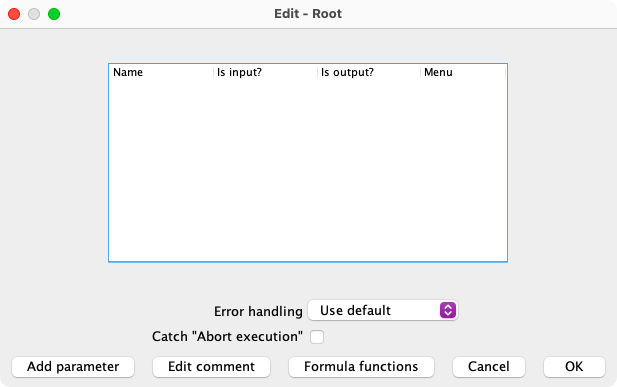 Edit - Root
Name Is input? Is output? Menu
Error handling Use default
Catch "Abort execution"
Add parameter Edit comment Formula functions Cancel OK